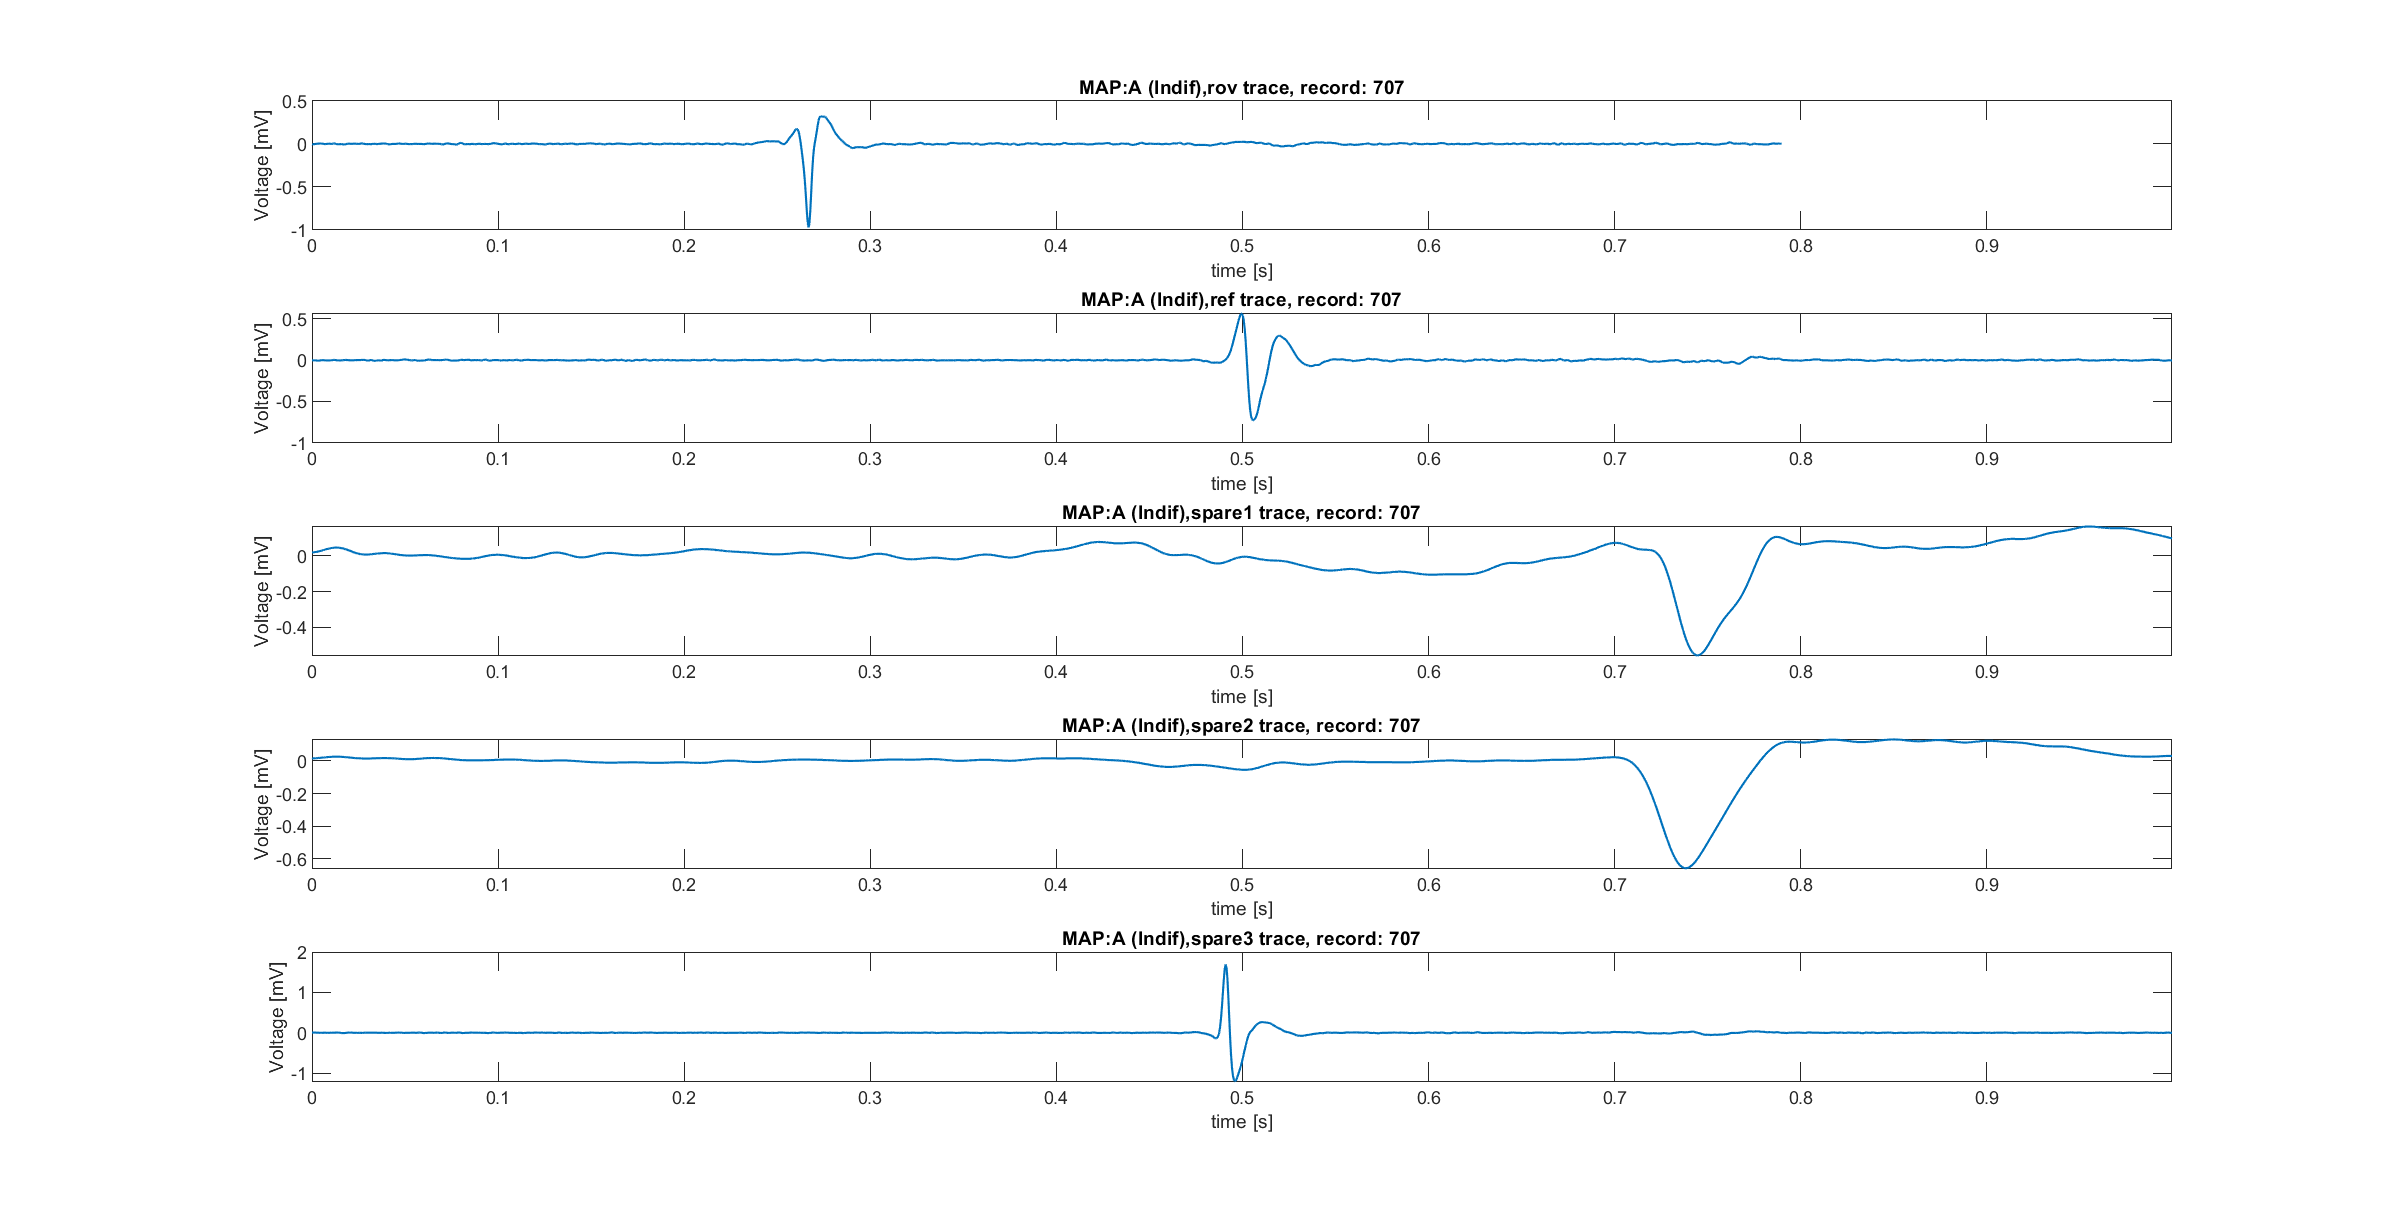 MAP:A (Indif),rov trace, record: 707
Voltage [mV]
0.5
0
-0.5
-1
0 0.1 0.2 0.3 0.4 0.5 0.6 0.7 0.8 0.9
time [s]
MAP:A (Indif),ref trace, record: 707
Voltage [mV]
0.5
0
-0.5
-1
0 0.1 0.2 0.3 0.4 0.5 0.6 0.7 0.8 0.9
time [s]
MAP:A (Indif),spare1 trace, record: 707
Voltage [mV]
0
-0.2
-0.4
0 0.1 0.2 0.3 0.4 0.5 0.6 0.7 0.8 0.9
time [s]
MAP:A (Indif),spare2 trace, record: 707
Voltage [mV]
0
-0.2
-0.4
-0.6
0 0.1 0.2 0.3 0.4 0.5 0.6 0.7 0.8 0.9
time [s]
MAP:A (Indif),spare3 trace, record: 707
Voltage [mV]
2
1
0
-1
0 0.1 0.2 0.3 0.4 0.5 0.6 0.7 0.8 0.9
time [s]